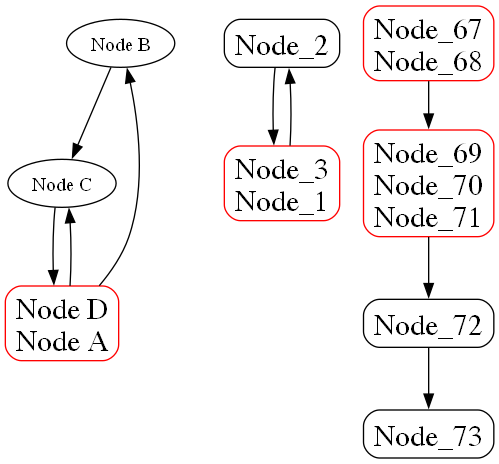 Node B
Node C
Node D
Node A
Node_2
Node_3
Node_1
Node_67
Node_68
Node_69
Node_70
Node_71
Node_72
Node_73